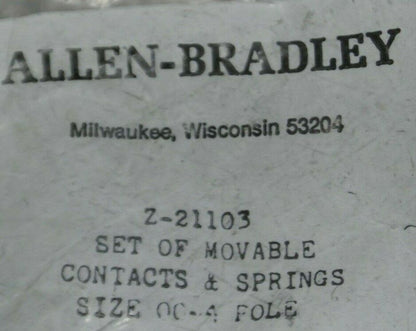 ALLEN-BRADLEY
Milwaukee, Wisconsin 53204
Z-21103
SET OF MOVABLE
CONTACTS & SPRINGS
SIZE OO-4 POLE